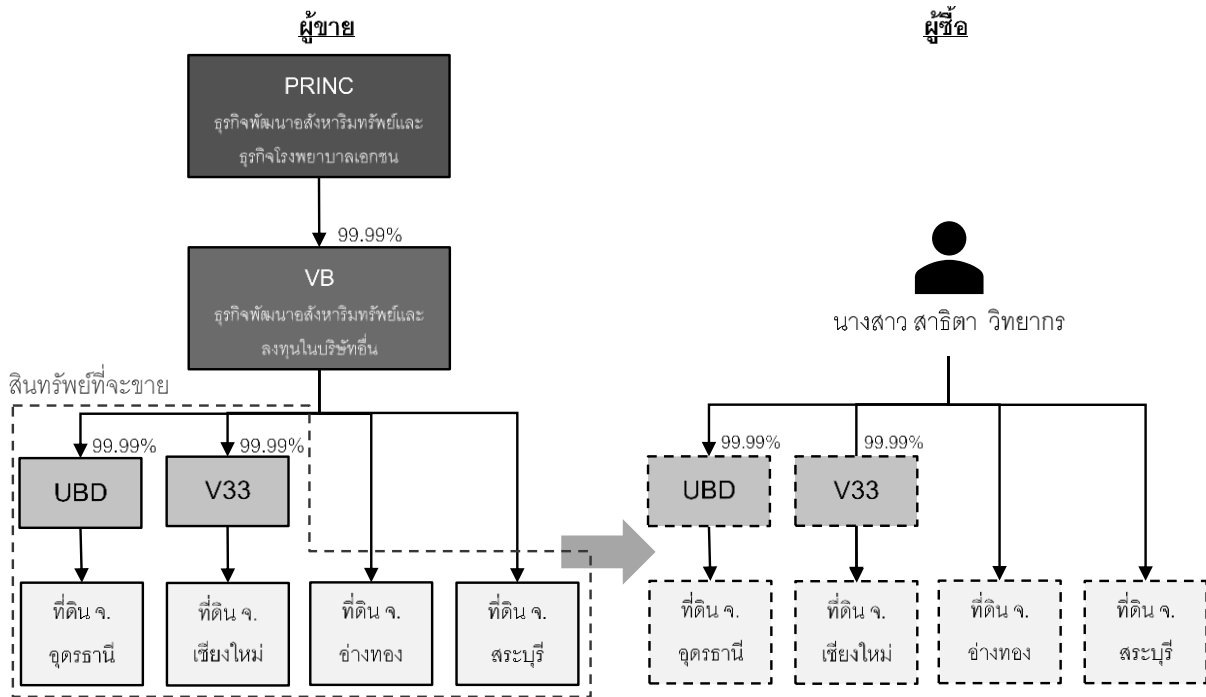 ผู้ขาย
PRINC
ธุรกิจพัฒนาอสังหาริมทรัพย์และ
ธุรกิจโรงพยาบาลเอกชน
99.99%
VB
ธุรกิจพัฒนาอสังหาริมทรัพย์และ
ลงทุนในบริษัทอื่น
สินทรัพย์ที่จะขาย
99.99%
99.99%
UBD
V33
ที่ดิน จ.
อุดรธานี
ที่ดิน จ.
เชียงใหม่
ที่ดิน จ.
อ่างทอง
ที่ดิน จ.
สระบุรี
ผู้ซื้อ
นางสาว สาธิตา วิทยากร
99.99%
99.99%
UBD
V33
ที่ดิน จ.
อุดรธานี
ที่ดิน จ.
เชียงใหม่
ที่ดิน จ.
อ่างทอง
ที่ดิน จ.
สระบุรี